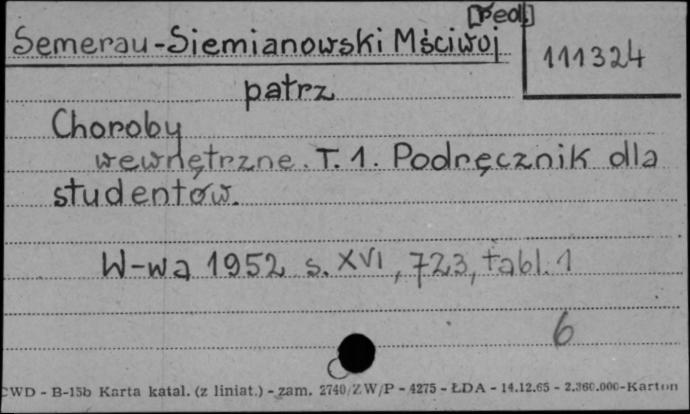 [Red.]
Semerau-Siemianowski Mściwoj
111324
patrz
Choroby
wewnętrzne. T. 1. Podręcznik dla
studentów.
W-wa 1952 s. XVI, 723, tabl. 1
6
CWD - B-15b Karta katal. (z liniat.) - zam. 2740/ZW/P - 4275 - ŁDA - 14.12.65 - 2.360.000 - Karton